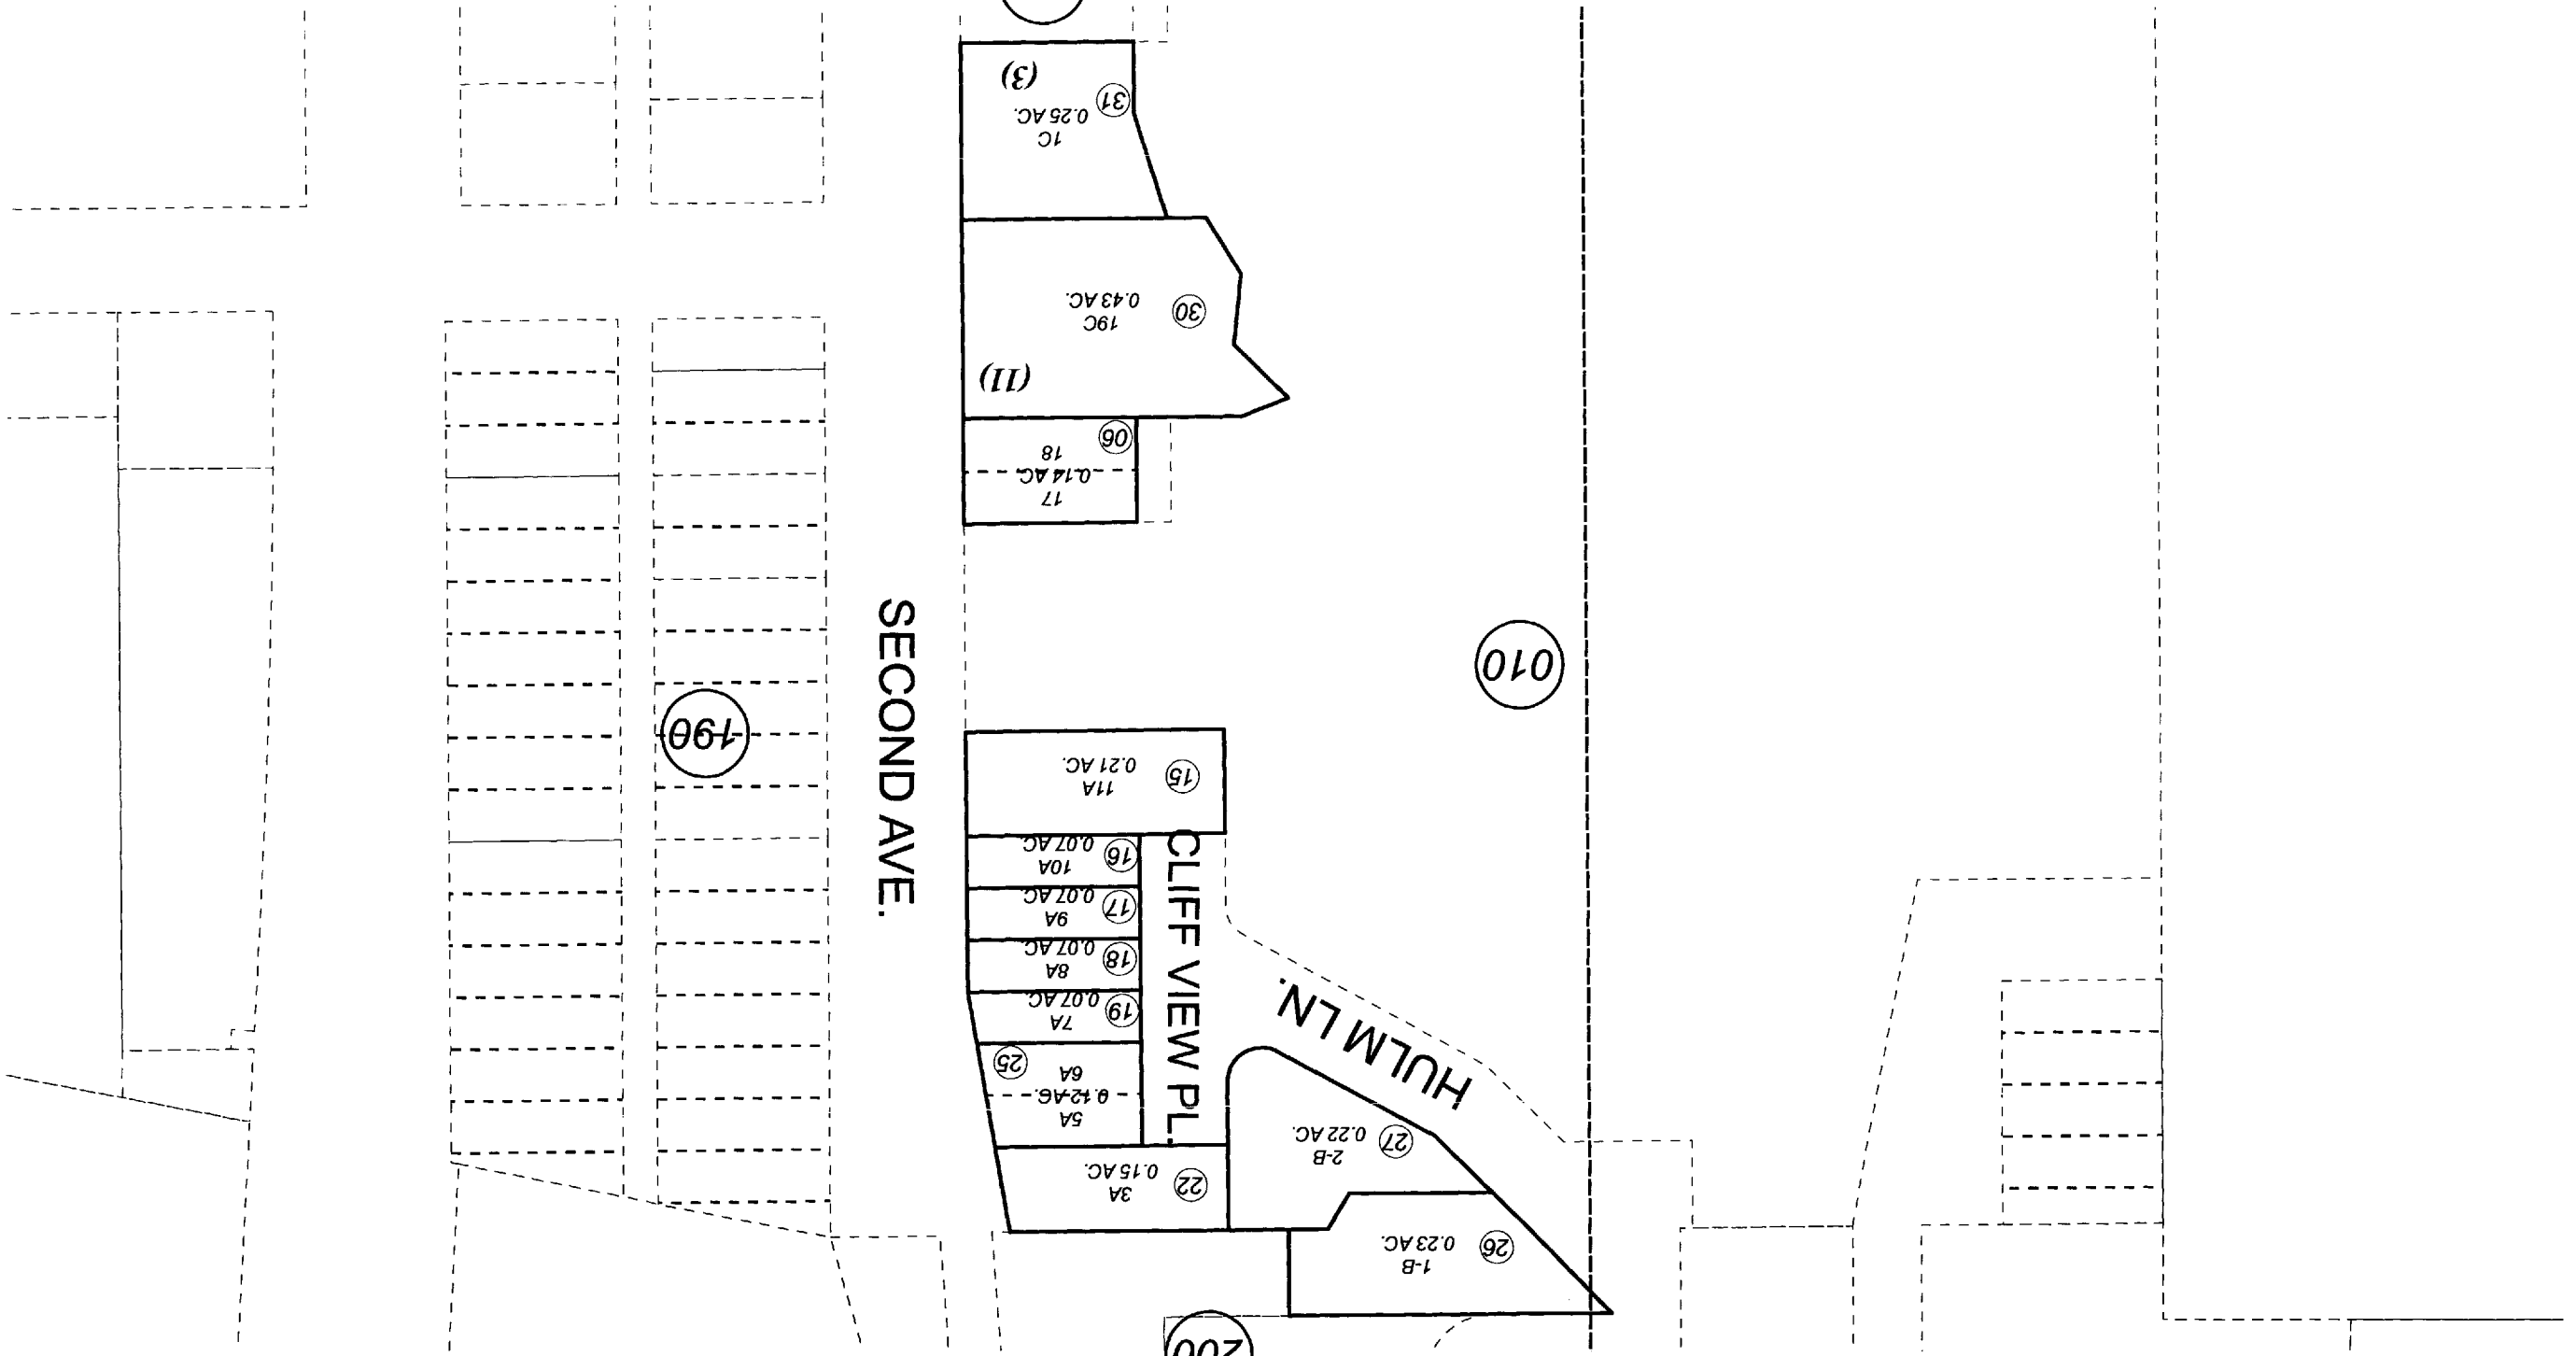 200
1-B
0.23 AC.
26
3A
0.15 AC.
22
2-B
0.22 AC.
27
5A
0.12 AC.
6A
25
HULM LN.
CLIFF VIEW PL.
7A
0.07 AC.
19
8A
0.07 AC.
18
9A
0.07 AC.
17
10A
0.07 AC.
16
11A
0.21 AC.
15
SECOND AVE.
190
010
17
0.14 AC.
18
06
(11)
19C
0.43 AC.
30
1C
0.25 AC.
31
(3)